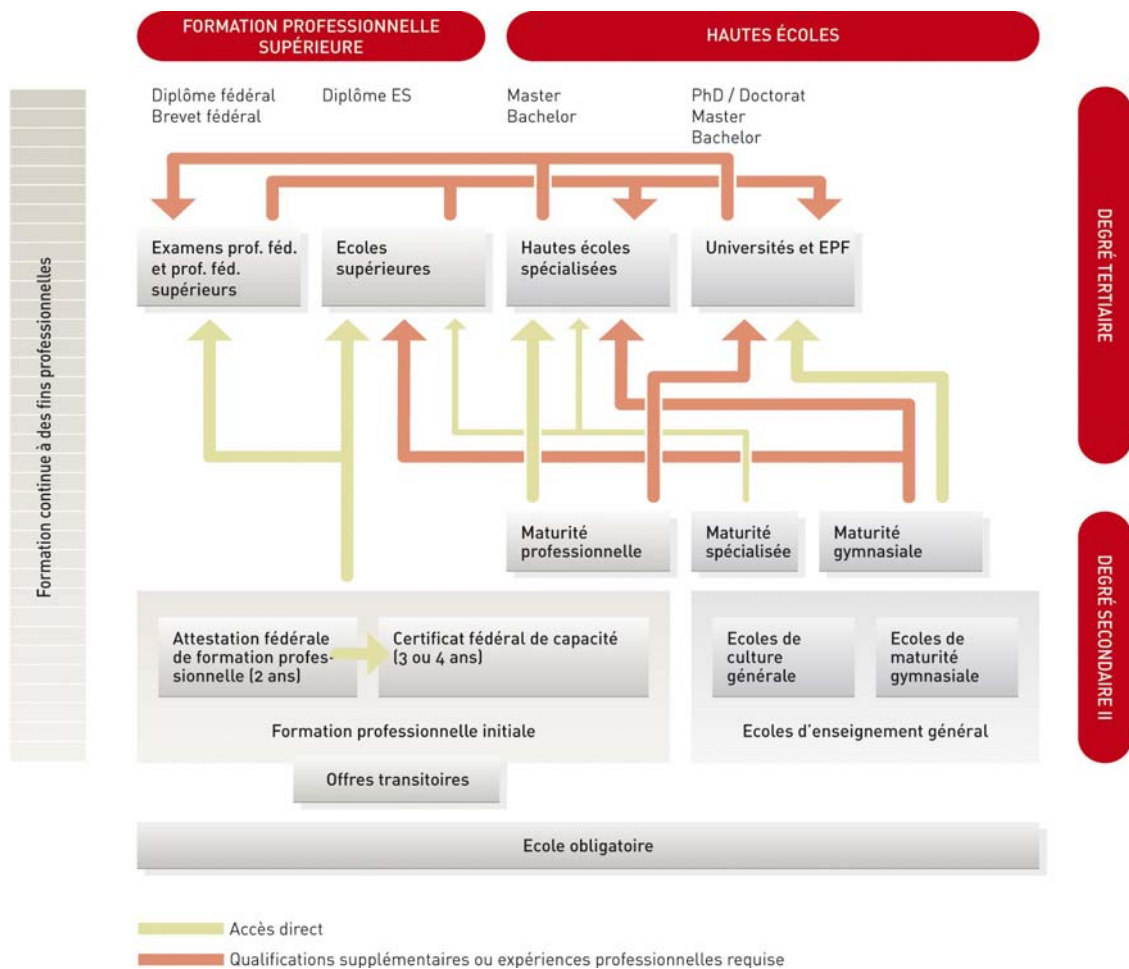 FORMATION PROFESSIONNELLE
SUPÉRIEURE
HAUTES ÉCOLES
Diplôme fédéral
Brevet fédéral
Diplôme ES
Master
Bachelor
PhD / Doctorat
Master
Bachelor
DEGRÉ TERTIAIRE
Formation continue à des fins professionnelles
Examens prof. féd.
et prof. féd.
supérieurs
Ecoles
supérieures
Hautes écoles
spécialisées
Universités et EPF
Maturité
professionnelle
Maturité
spécialisée
Maturité
gymnasiale
DEGRÉ SECONDAIRE II
Attestation fédérale
de formation profes-
sionnelle (2 ans)
Certificat fédéral de capacité
(3 ou 4 ans)
Ecoles de
culture
générale
Ecoles de
maturité
gymnasiale
Formation professionnelle initiale
Ecoles d'enseignement général
Offres transitoires
Ecole obligatoire
Accès direct
Qualifications supplémentaires ou expériences professionnelles requise